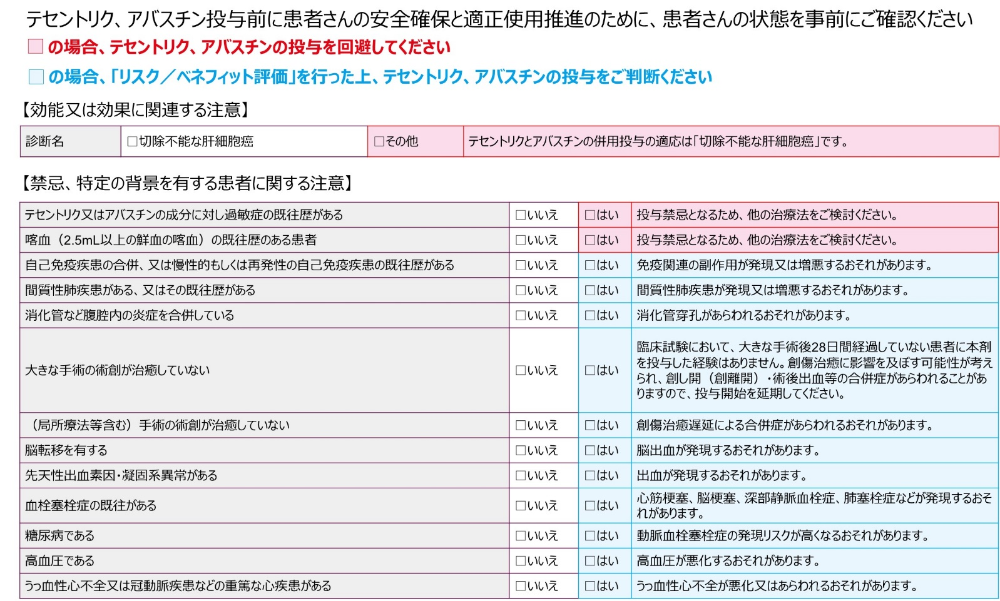 テセントリク、アバスチン投与前に患者さんの安全確保と適正使用推進のために、患者さんの状態を事前にご確認ください
□の場合、テセントリク、アバスチンの投与を回避してください
□の場合、「リスク／ベネフィット評価」を行った上、テセントリク、アバスチンの投与をご判断ください
【効能又は効果に関連する注意】
診断名 □切除不能な肝細胞癌 □その他 テセントリクとアバスチンの併用投与の適応は「切除不能な肝細胞癌」です。
【禁忌、特定の背景を有する患者に関する注意】
テセントリク又はアバスチンの成分に対し過敏症の既往歴がある □いいえ □はい 投与禁忌となるため、他の治療法をご検討ください。
喀血（2.5mL以上の鮮血の喀血）の既往歴のある患者 □いいえ □はい 投与禁忌となるため、他の治療法をご検討ください。
自己免疫疾患の合併、又は慢性的もしくは再発性の自己免疫疾患の既往歴がある □いいえ □はい 免疫関連の副作用が発現又は増悪するおそれがあります。
間質性肺疾患がある、又はその既往歴がある □いいえ □はい 間質性肺疾患が発現又は増悪するおそれがあります。
消化管など腹腔内の炎症を合併している □いいえ □はい 消化管穿孔があらわれるおそれがあります。
大きな手術の術創が治癒していない □いいえ □はい 臨床試験において、大きな手術後28日間経過していない患者に本剤
を投与した経験はありません。創傷治癒に影響を及ぼす可能性が考え
られ、創し開（創離開）・術後出血等の合併症があらわれることがあ
りますので、投与開始を延期してください。
（局所療法等含む）手術の術創が治癒していない □いいえ □はい 創傷治癒遅延による合併症があらわれるおそれがあります。
脳転移を有する □いいえ □はい 脳出血が発現するおそれがあります。
先天性出血素因・凝固系異常がある □いいえ □はい 出血が発現するおそれがあります。
血栓塞栓症の既往がある □いいえ □はい 心筋梗塞、脳梗塞、深部静脈血栓症、肺塞栓症などが発現するおそ
れがあります。
糖尿病である □いいえ □はい 動脈血栓塞栓症の発現リスクが高くなるおそれがあります。
高血圧である □いいえ □はい 高血圧が悪化するおそれがあります。
うっ血性心不全又は冠動脈疾患などの重篤な心疾患がある □いいえ □はい うっ血性心不全が悪化又はあらわれるおそれがあります。